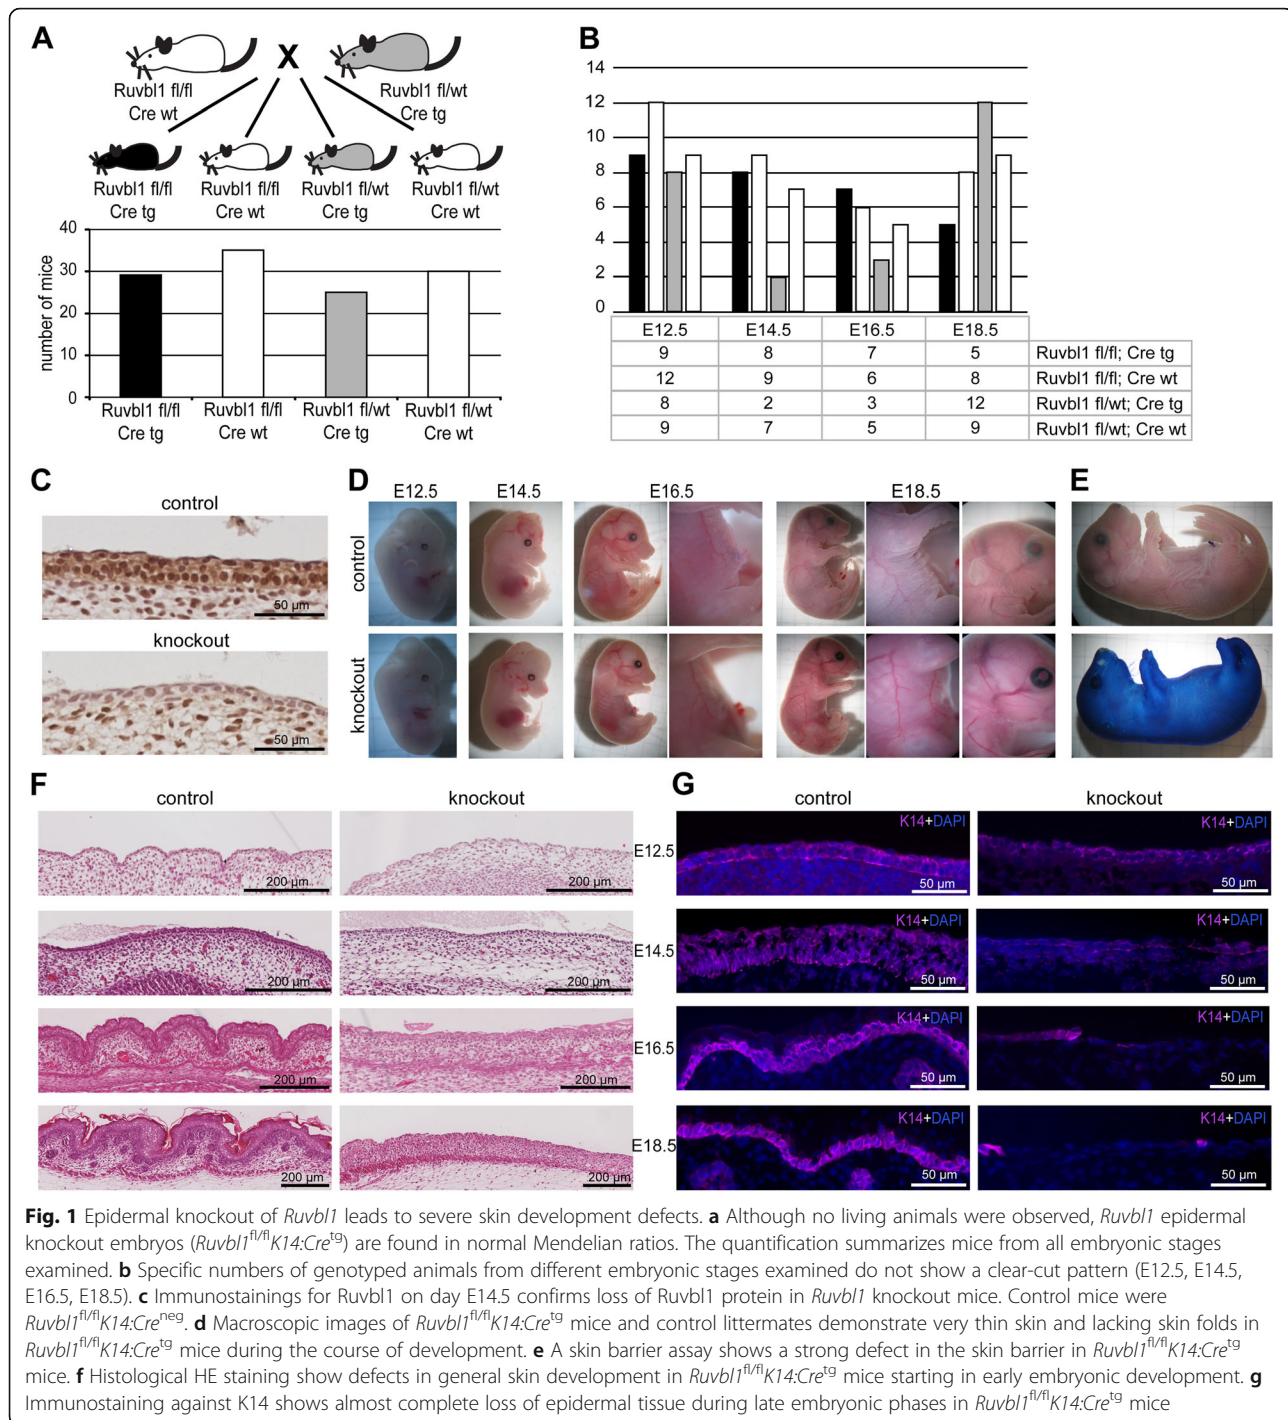 A
X
Ruvbl1 fl/fl
Cre wt
Ruvbl1 fl/wt
Cre tg
Ruvbl1 fl/fl
Cre tg
Ruvbl1 fl/fl
Cre wt
Ruvbl1 fl/wt
Cre tg
Ruvbl1 fl/wt
Cre wt
number of mice
40
30
20
10
0
Ruvbl1 fl/fl
Cre tg
Ruvbl1 fl/fl
Cre wt
Ruvbl1 fl/wt
Cre tg
Ruvbl1 fl/wt
Cre wt
B
14
12
10
8
6
4
2
0
E12.5 E14.5 E16.5 E18.5
9 8 7 5 Ruvbl1 fl/fl; Cre tg
12 9 6 8 Ruvbl1 fl/fl; Cre wt
8 2 3 12 Ruvbl1 fl/wt; Cre tg
9 7 5 9 Ruvbl1 fl/wt; Cre wt
C
control
50 µm
knockout
50 µm
D
E12.5 E14.5 E16.5 E18.5
control
knockout
E
F
control knockout
200 µm 200 µm
200 µm 200 µm
200 µm 200 µm
200 µm 200 µm
E12.5
E14.5
E16.5
E18.5
G
control knockout
K14+DAPI K14+DAPI
50 µm 50 µm
K14+DAPI K14+DAPI
50 µm 50 µm
K14+DAPI K14+DAPI
50 µm 50 µm
K14+DAPI K14+DAPI
50 µm 50 µm
Fig. 1 Epidermal knockout of Ruvbl1 leads to severe skin development defects. a Although no living animals were observed, Ruvbl1 epidermal
knockout embryos (Ruvbl1fl/flK14:Cretg) are found in normal Mendelian ratios. The quantification summarizes mice from all embryonic stages
examined. b Specific numbers of genotyped animals from different embryonic stages examined do not show a clear-cut pattern (E12.5, E14.5,
E16.5, E18.5). c Immunostainings for Ruvbl1 on day E14.5 confirms loss of Ruvbl1 protein in Ruvbl1 knockout mice. Control mice were
Ruvbl1fl/flK14:Creneg. d Macroscopic images of Ruvbl1fl/flK14:Cretg mice and control littermates demonstrate very thin skin and lacking skin folds in
Ruvbl1fl/flK14:Cretg mice during the course of development. e A skin barrier assay shows a strong defect in the skin barrier in Ruvbl1fl/flK14:Cretg
mice. f Histological HE staining show defects in general skin development in Ruvbl1fl/flK14:Cretg mice starting in early embryonic development. g
Immunostaining against K14 shows almost complete loss of epidermal tissue during late embryonic phases in Ruvbl1fl/flK14:Cretg mice